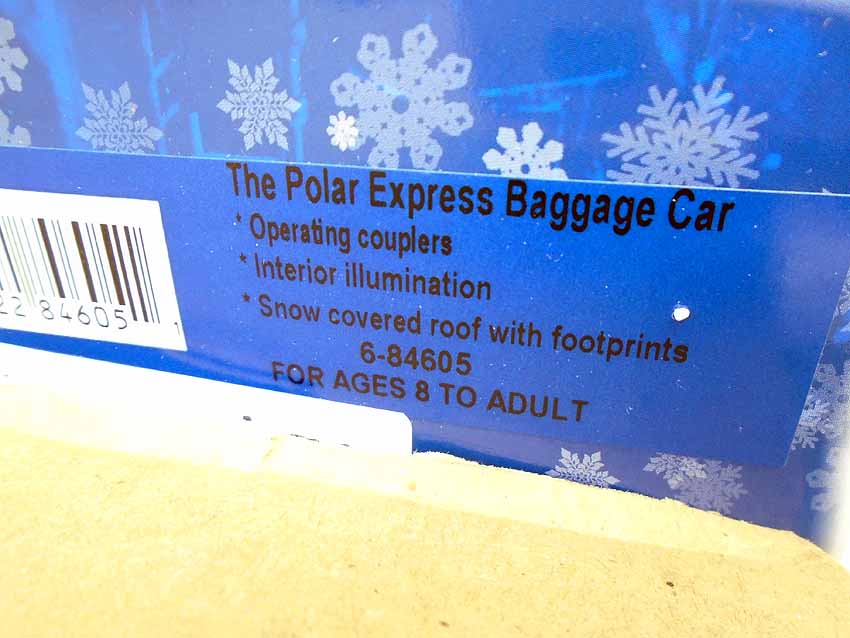 The Polar Express Baggage Car
* Operating couplers
* Interior illumination
* Snow covered roof with footprints
6-84605
FOR AGES 8 TO ADULT
22 84605 1